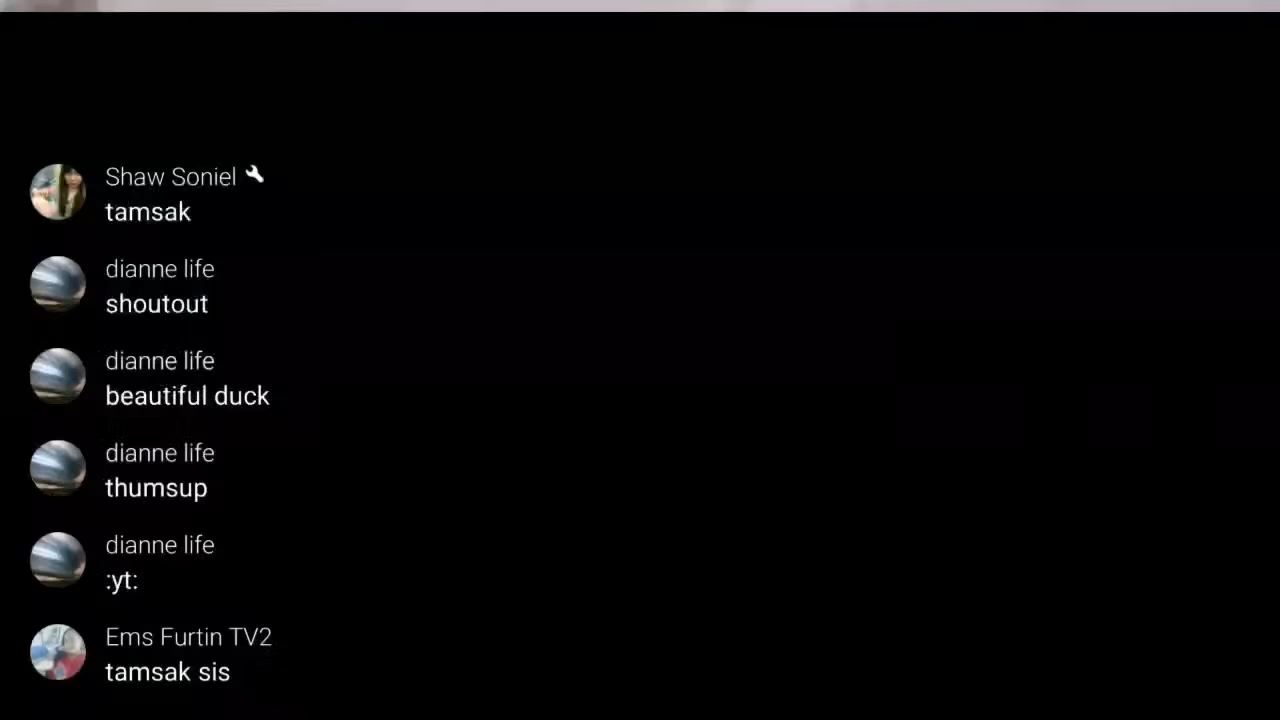 Shaw Soniel
tamsak
dianne life
shoutout
dianne life
beautiful duck
dianne life
thumsup
dianne life
:yt:
Ems Furtin TV2
tamsak sis